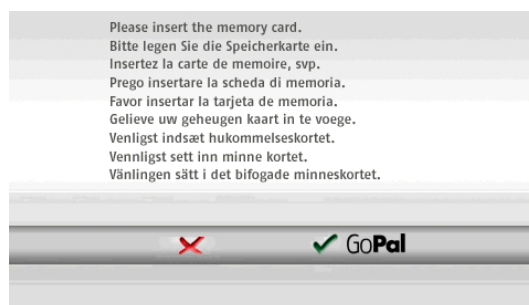 Please insert the memory card.
Bitte legen Sie die Speicherkarte ein.
Insertez la carte de memoire, svp.
Prego insertare la scheda di memoria.
Favor insertar la tarjeta de memoria.
Gelieve uw geheugen kaart in te voege.
Venligst indsæt hukommelseskortet.
Vennligst sett inn minne kortet.
Vänlingen sätt i det bifogade minneskortet.
GoPal